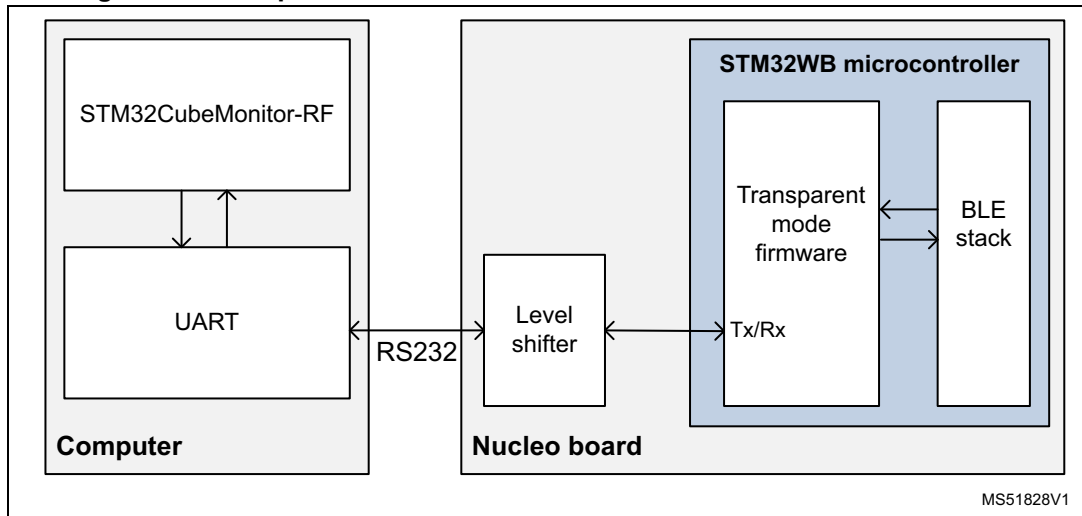 STM32CubeMonitor-RF
UART
Computer
RS232
Level
shifter
Nucleo board
STM32WB microcontroller
Transparent
mode
firmware
Tx/Rx
BLE
stack
MS51828V1